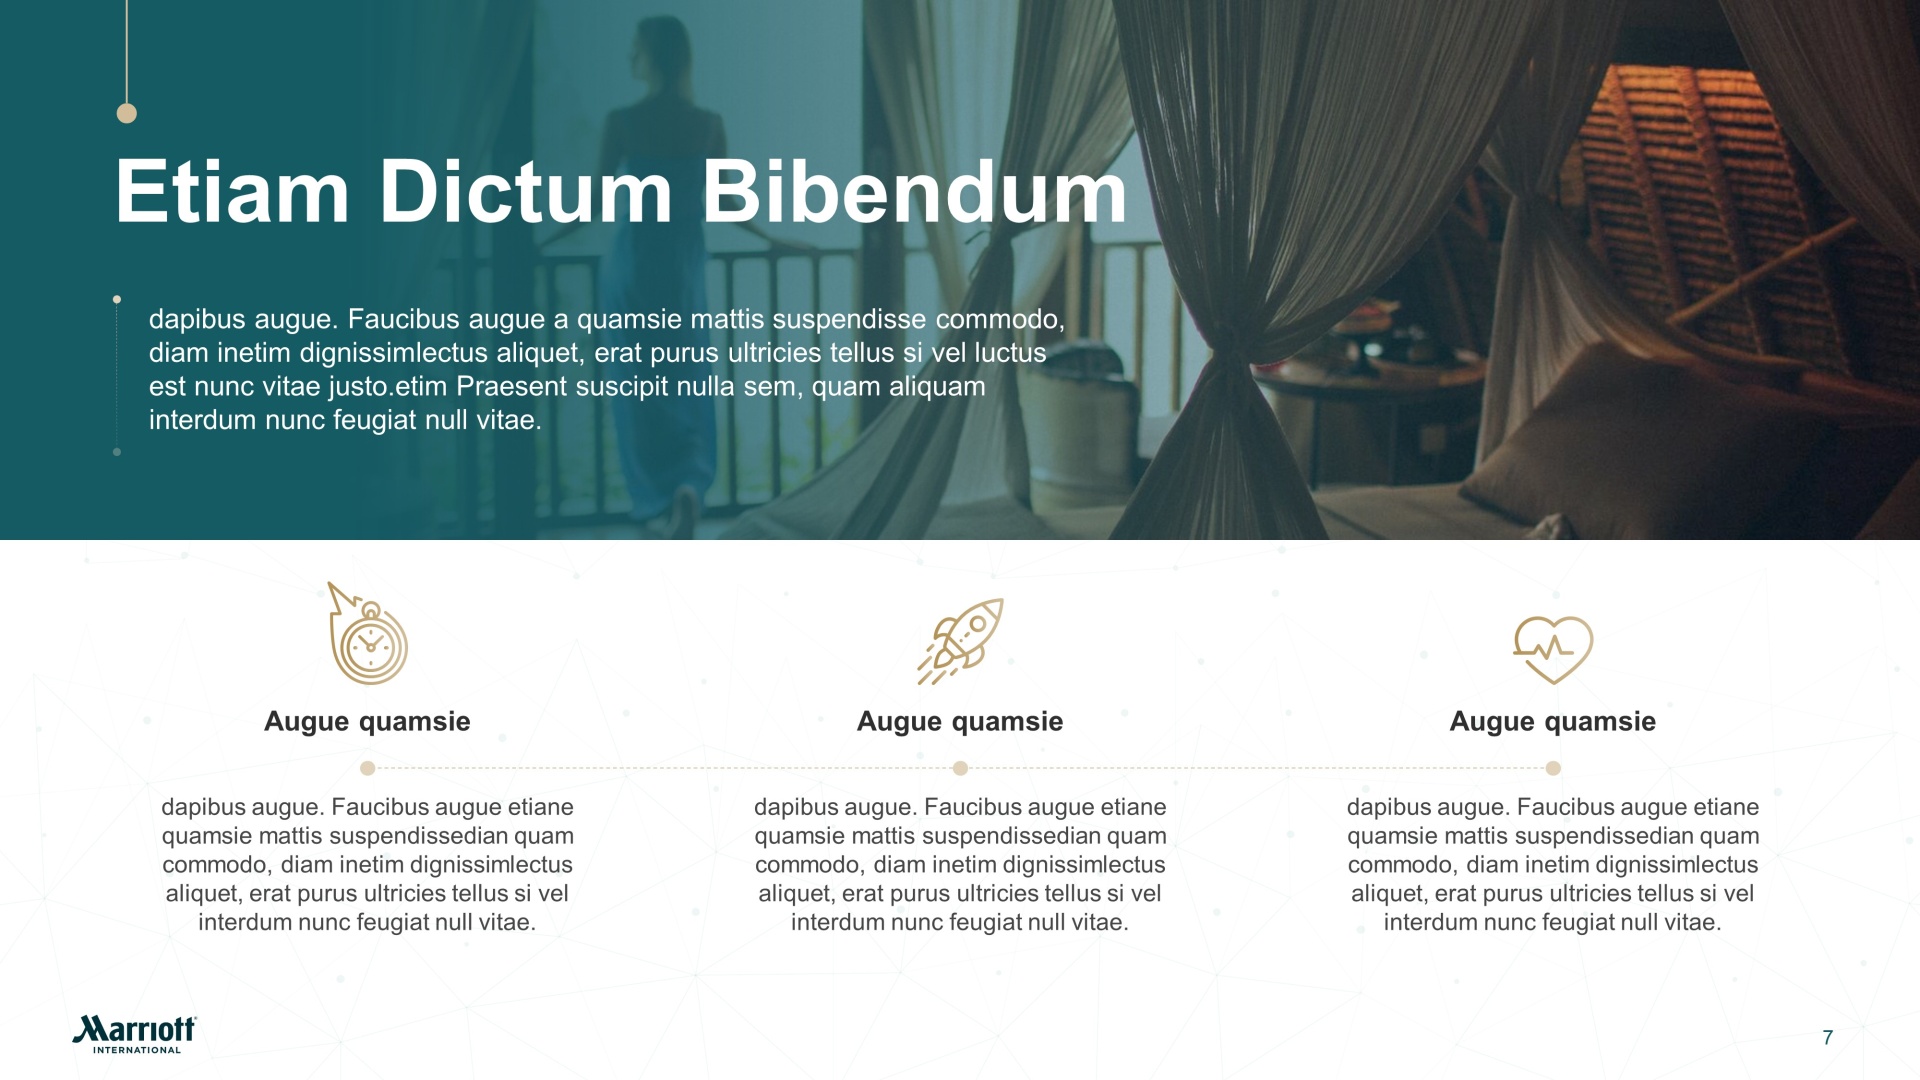 Etiam Dictum Bibendum
dapibus augue. Faucibus augue a quamsie mattis suspendisse commodo,
diam inetim dignissimlectus aliquet, erat purus ultricies tellus si vel luctus
est nunc vitae justo.etim Praesent suscipit nulla sem, quam aliquam
interdum nunc feugiat null vitae.
Augue quamsie
dapibus augue. Faucibus augue etiane
quamsie mattis suspendissedian quam
commodo, diam inetim dignissimlectus
aliquet, erat purus ultricies tellus si vel
interdum nunc feugiat null vitae.
Augue quamsie
dapibus augue. Faucibus augue etiane
quamsie mattis suspendissedian quam
commodo, diam inetim dignissimlectus
aliquet, erat purus ultricies tellus si vel
interdum nunc feugiat null vitae.
Augue quamsie
dapibus augue. Faucibus augue etiane
quamsie mattis suspendissedian quam
commodo, diam inetim dignissimlectus
aliquet, erat purus ultricies tellus si vel
interdum nunc feugiat null vitae.
Marriott
INTERNATIONAL
7